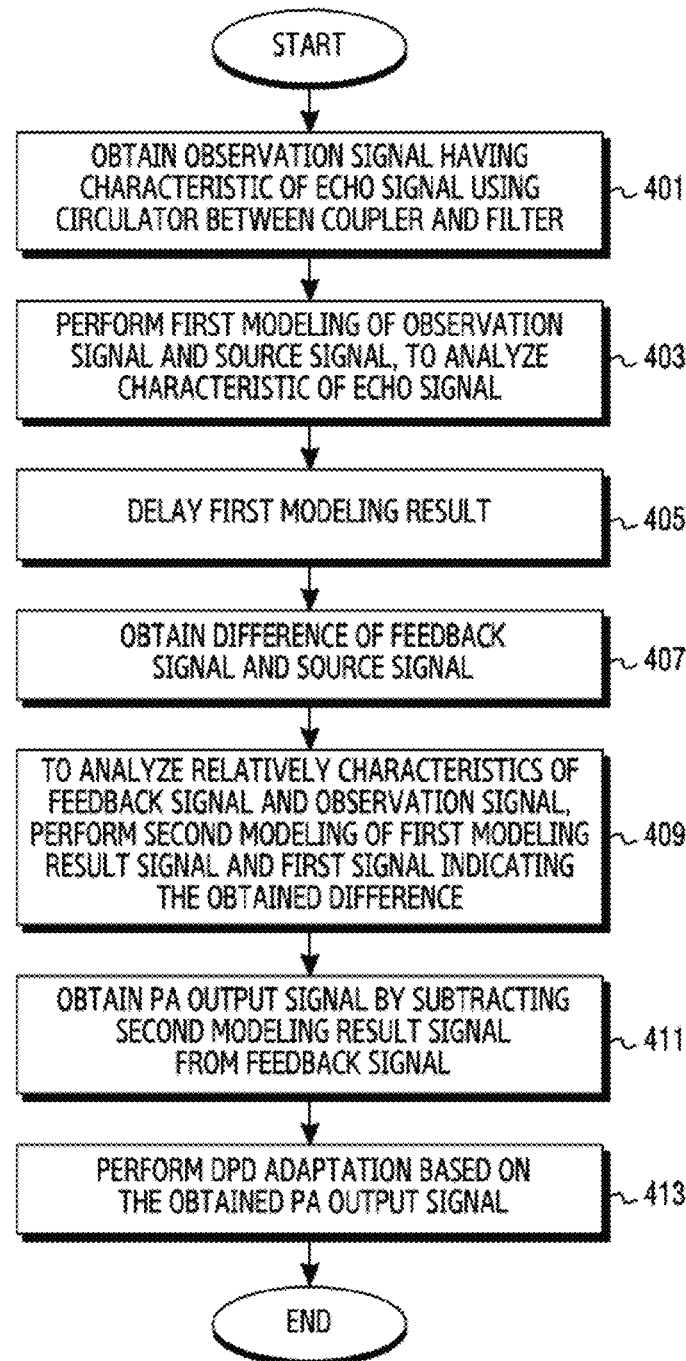 START
OBTAIN OBSERVATION SIGNAL HAVING
CHARACTERISTIC OF ECHO SIGNAL USING
CIRCULATOR BETWEEN COUPLER AND FILTER
401
PERFORM FIRST MODELING OF OBSERVATION
SIGNAL AND SOURCE SIGNAL, TO ANALYZE
CHARACTERISTIC OF ECHO SIGNAL
403
DELAY FIRST MODELING RESULT
405
OBTAIN DIFFERENCE OF FEEDBACK
SIGNAL AND SOURCE SIGNAL
407
TO ANALYZE RELATIVELY CHARACTERISTICS OF
FEEDBACK SIGNAL AND OBSERVATION SIGNAL,
PERFORM SECOND MODELING OF FIRST MODELING
RESULT SIGNAL AND FIRST SIGNAL INDICATING
THE OBTAINED DIFFERENCE
409
OBTAIN PA OUTPUT SIGNAL BY SUBTRACTING
SECOND MODELING RESULT SIGNAL
FROM FEEDBACK SIGNAL
411
PERFORM DPD ADAPTATION BASED ON
THE OBTAINED PA OUTPUT SIGNAL
413
END